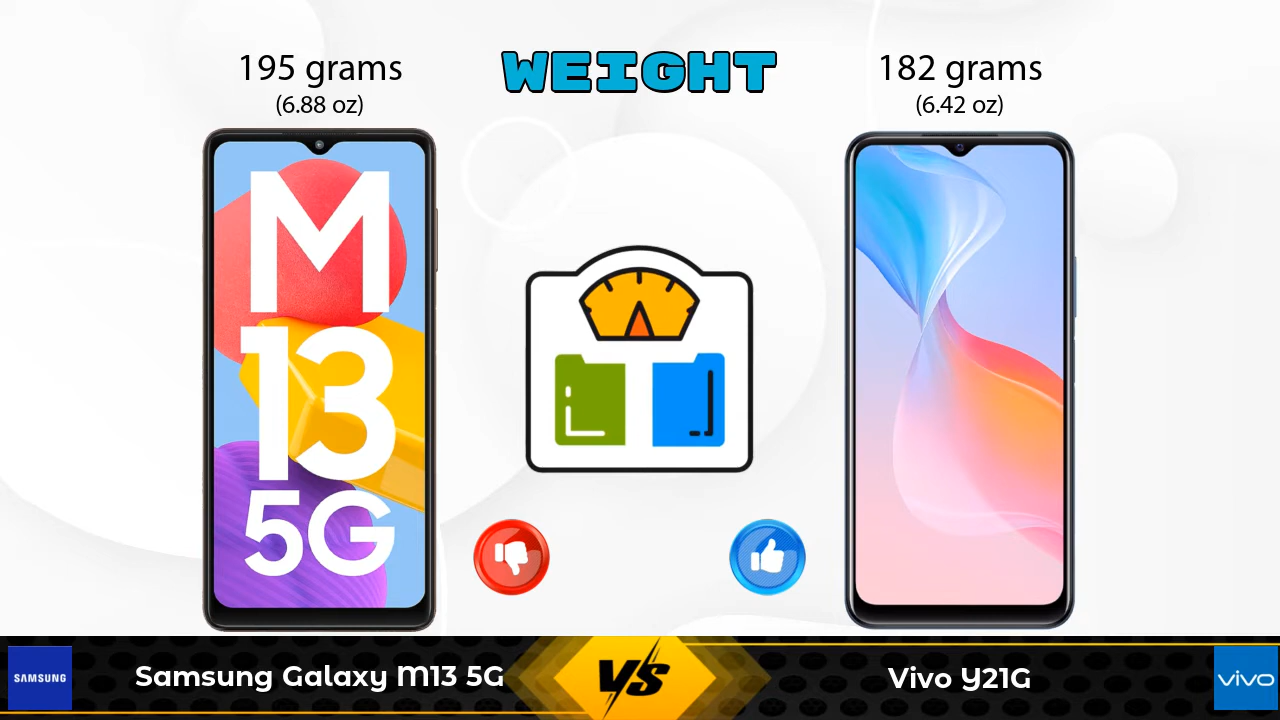 WEIGHT
195 grams
(6.88 oz)
182 grams
(6.42 oz)
M
13
5G
SAMSUNG
Samsung Galaxy M13 5G
VS
Vivo Y21G
vivo